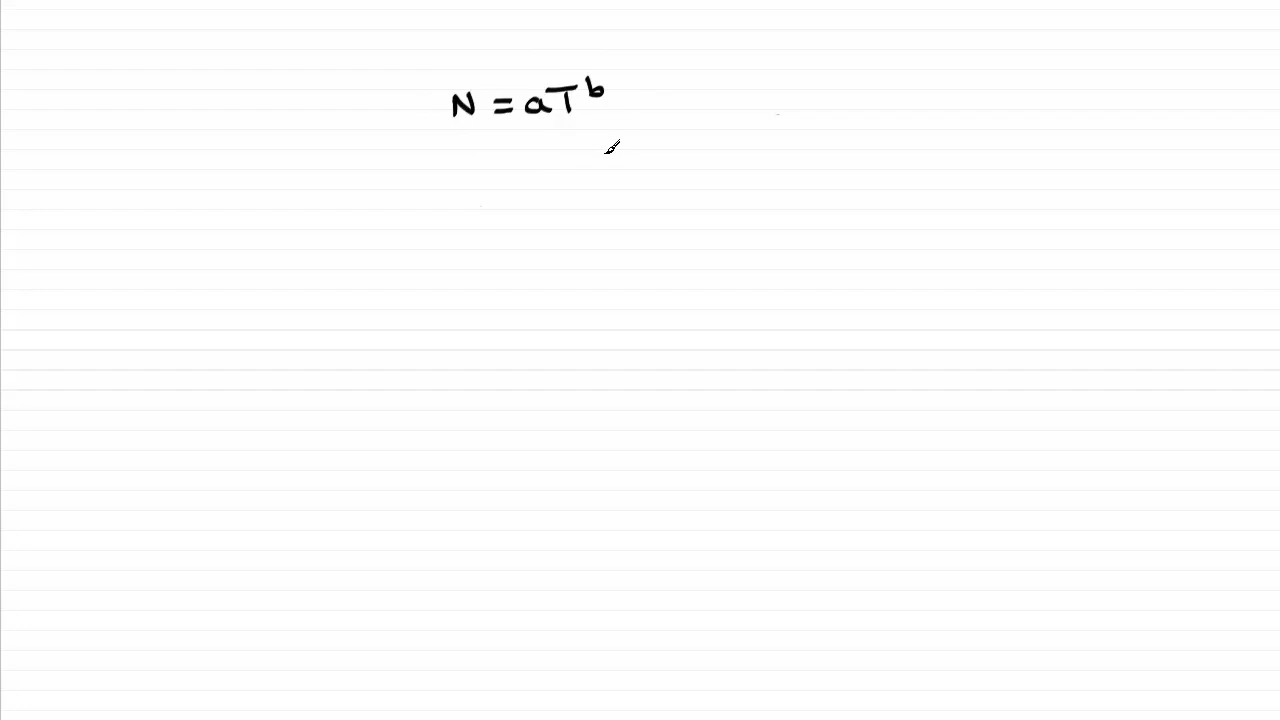 N = aT^b